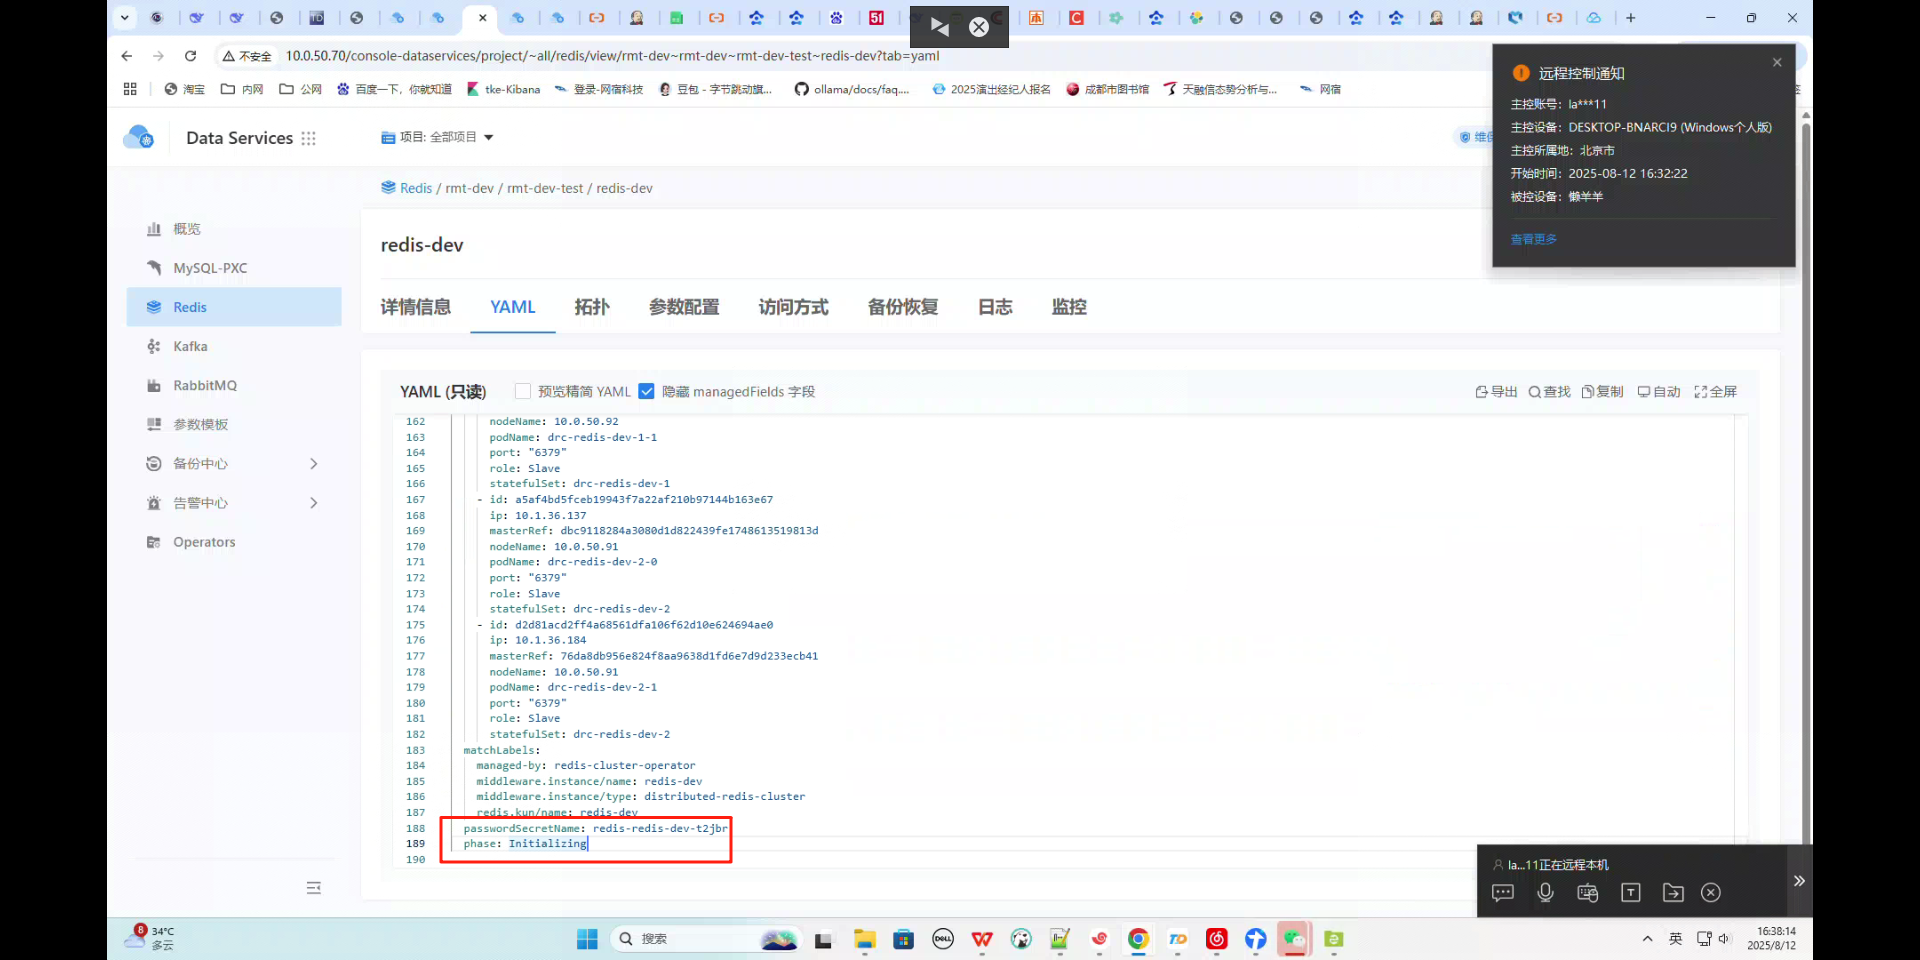 不安全
10.0.50.70/console-dataservices/project/~all/redis/view/rmt-dev~rmt-dev~rmt-dev-test~redis-dev?tab=yaml
淘宝
内网
公网
百度一下，你就知道
tke-Kibana
登录-网宿科技
豆包 - 字节跳动旗...
ollama/docs/faq....
2025演出经纪人报名
成都市图书馆
天融信态势分析与...
网宿
远程控制通知
主控账号：la***11
主控设备：DESKTOP-BNARCI9 (Windows个人版)
主控所属地：北京市
开始时间：2025-08-12 16:32:22
被控设备：懒羊羊
查看更多
Data Services
项目: 全部项目
Redis / rmt-dev / rmt-dev-test / redis-dev
概览
MySQL-PXC
Redis
Kafka
RabbitMQ
参数模板
备份中心
告警中心
Operators
redis-dev
详情信息
YAML
拓扑
参数配置
访问方式
备份恢复
日志
监控
YAML (只读)
预览精简 YAML
隐藏 managedFields 字段
导出
查找
复制
自动
全屏
162 nodeName: 10.0.50.92
163 podName: drc-redis-dev-1-1
164 port: "6379"
165 role: Slave
166 statefulSet: drc-redis-dev-1
167 - id: a5af4bd5fceb19943f7a22af210b97144b163e67
168 ip: 10.1.36.137
169 masterRef: dbc9118284a3080d1d822439fe1748613519813d
170 nodeName: 10.0.50.91
171 podName: drc-redis-dev-2-0
172 port: "6379"
173 role: Slave
174 statefulSet: drc-redis-dev-2
175 - id: d2d81acd2ff4a68561dfa106f62d10e624694ae0
176 ip: 10.1.36.184
177 masterRef: 76da8db956e824f8aa9638d1fd6e7d9d233ecb41
178 nodeName: 10.0.50.91
179 podName: drc-redis-dev-2-1
180 port: "6379"
181 role: Slave
182 statefulSet: drc-redis-dev-2
183 matchLabels:
184 managed-by: redis-cluster-operator
185 middleware.instance/name: redis-dev
186 middleware.instance/type: distributed-redis-cluster
187 redis.kun/name: redis-dev
188 passwordSecretName: redis-redis-dev-t2jbr
189 phase: Initializing
190
la...11正在远程本机
8
34°C
多云
搜索
英
16:38:14
2025/8/12